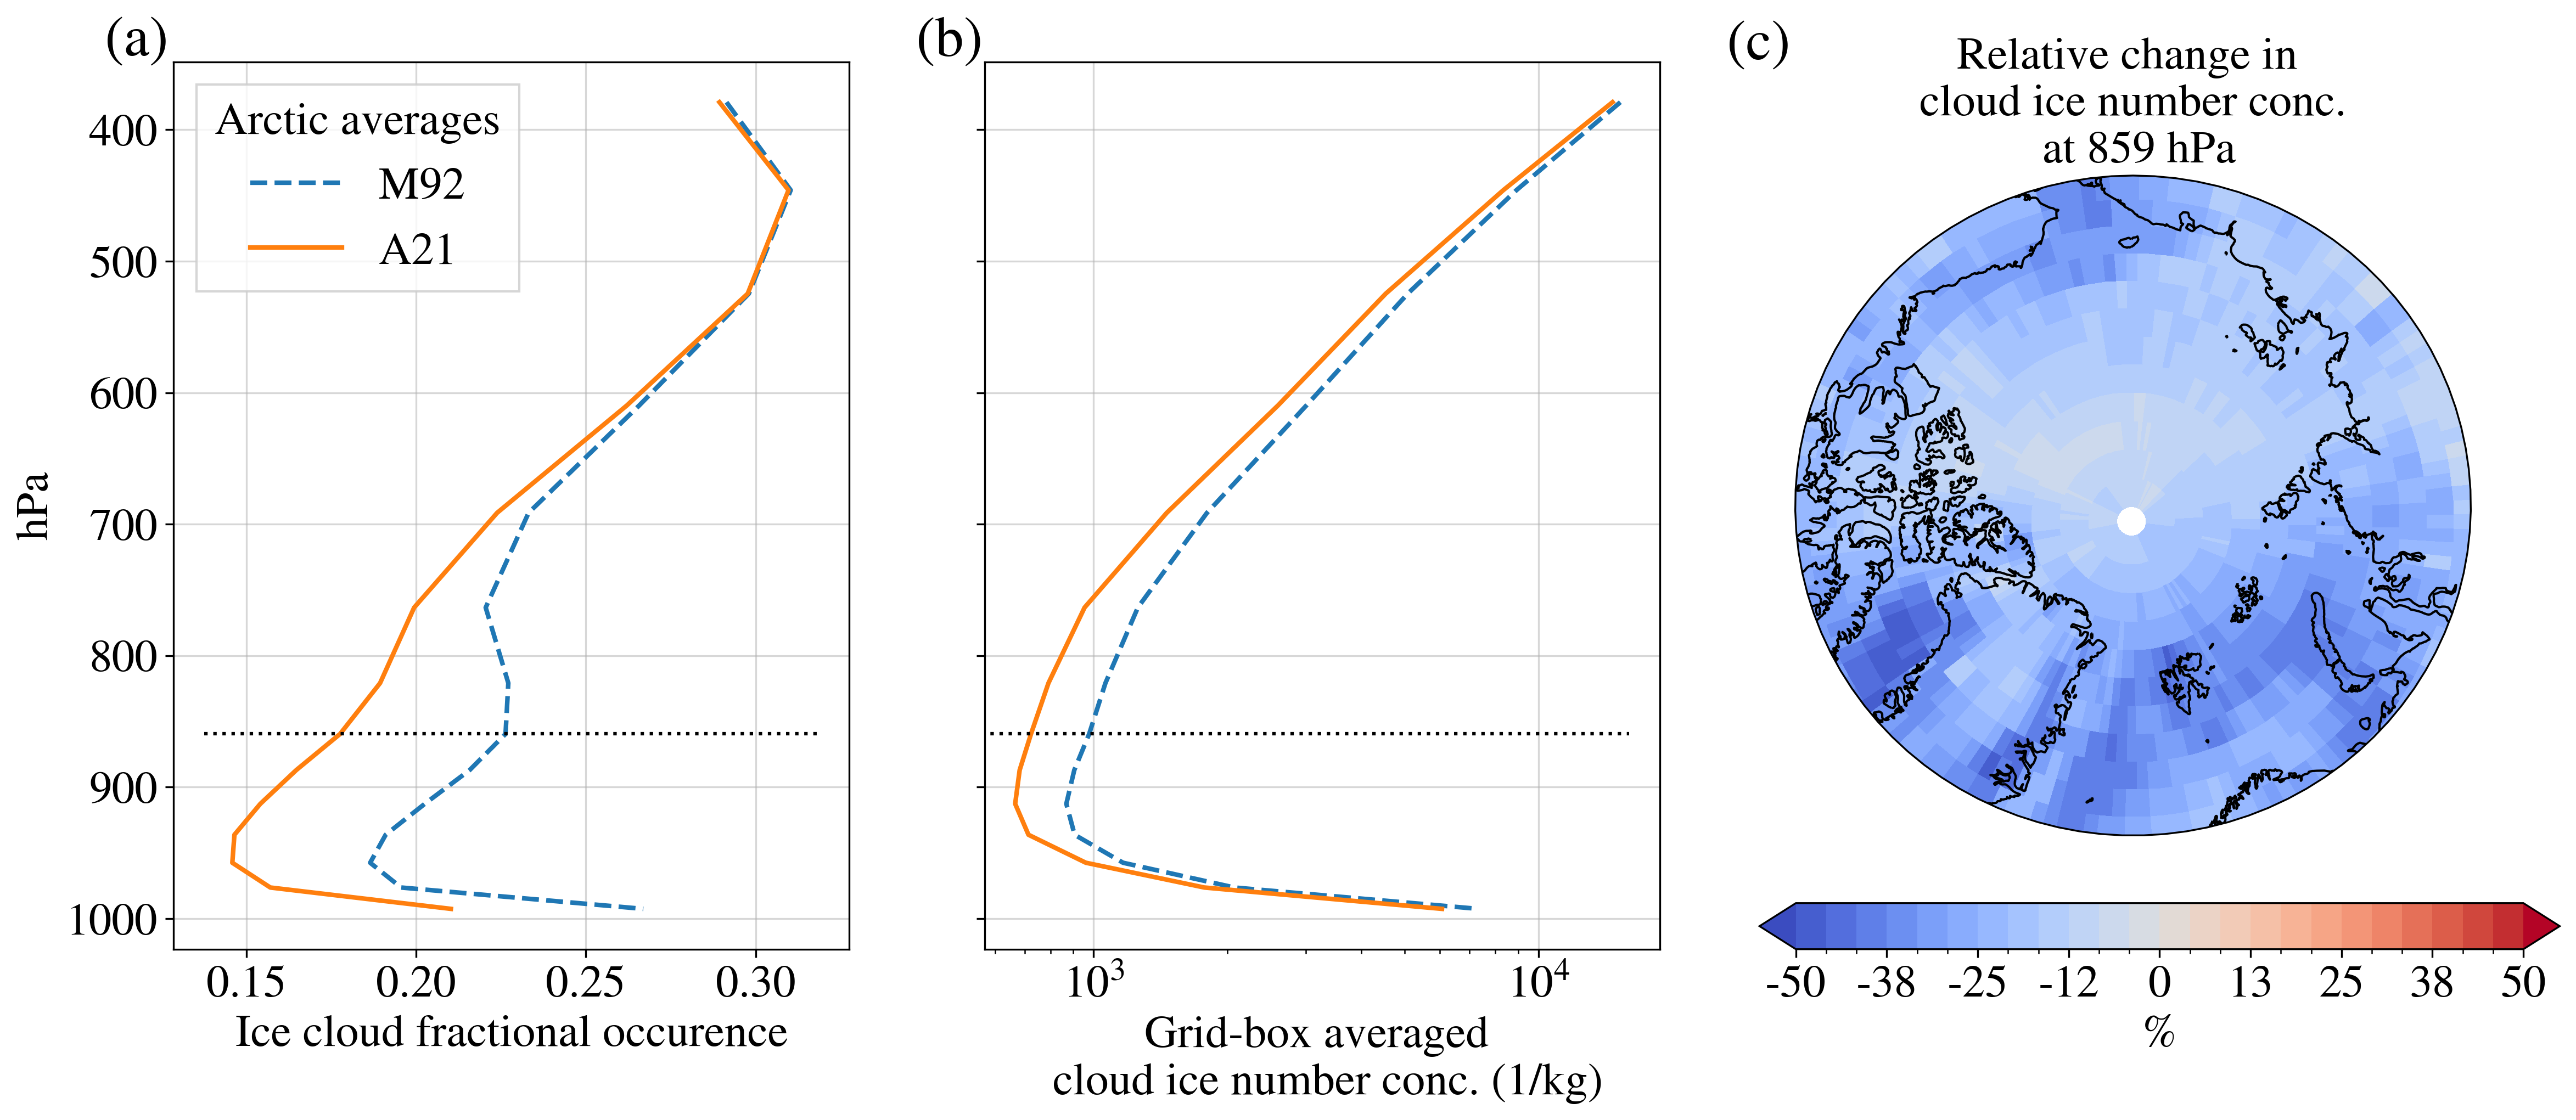 (a)
Arctic averages
M92
A21
400
500
600
700
800
900
1000
hPa
0.15 0.20 0.25 0.30
Ice cloud fractional occurence
(b)
10³ 10⁴
Grid-box averaged
cloud ice number conc. (1/kg)
(c)
Relative change in
cloud ice number conc.
at 859 hPa
-50 -38 -25 -12 0 13 25 38 50
%